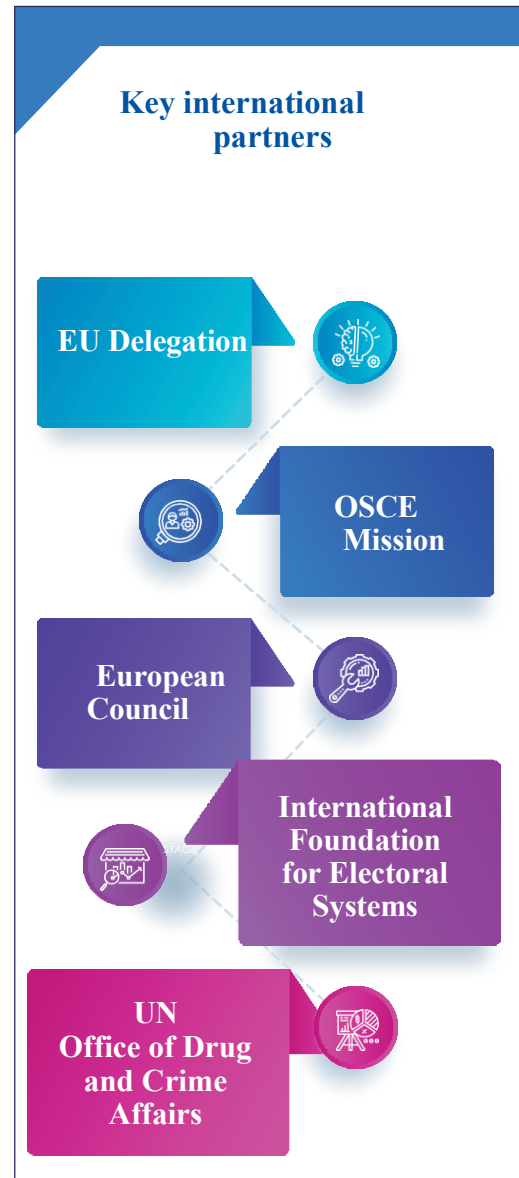 Key international
partners
EU Delegation
OSCE
Mission
European
Council
International
Foundation
for Electoral
Systems
STAGE
UN
Office of Drug
and Crime
Affairs